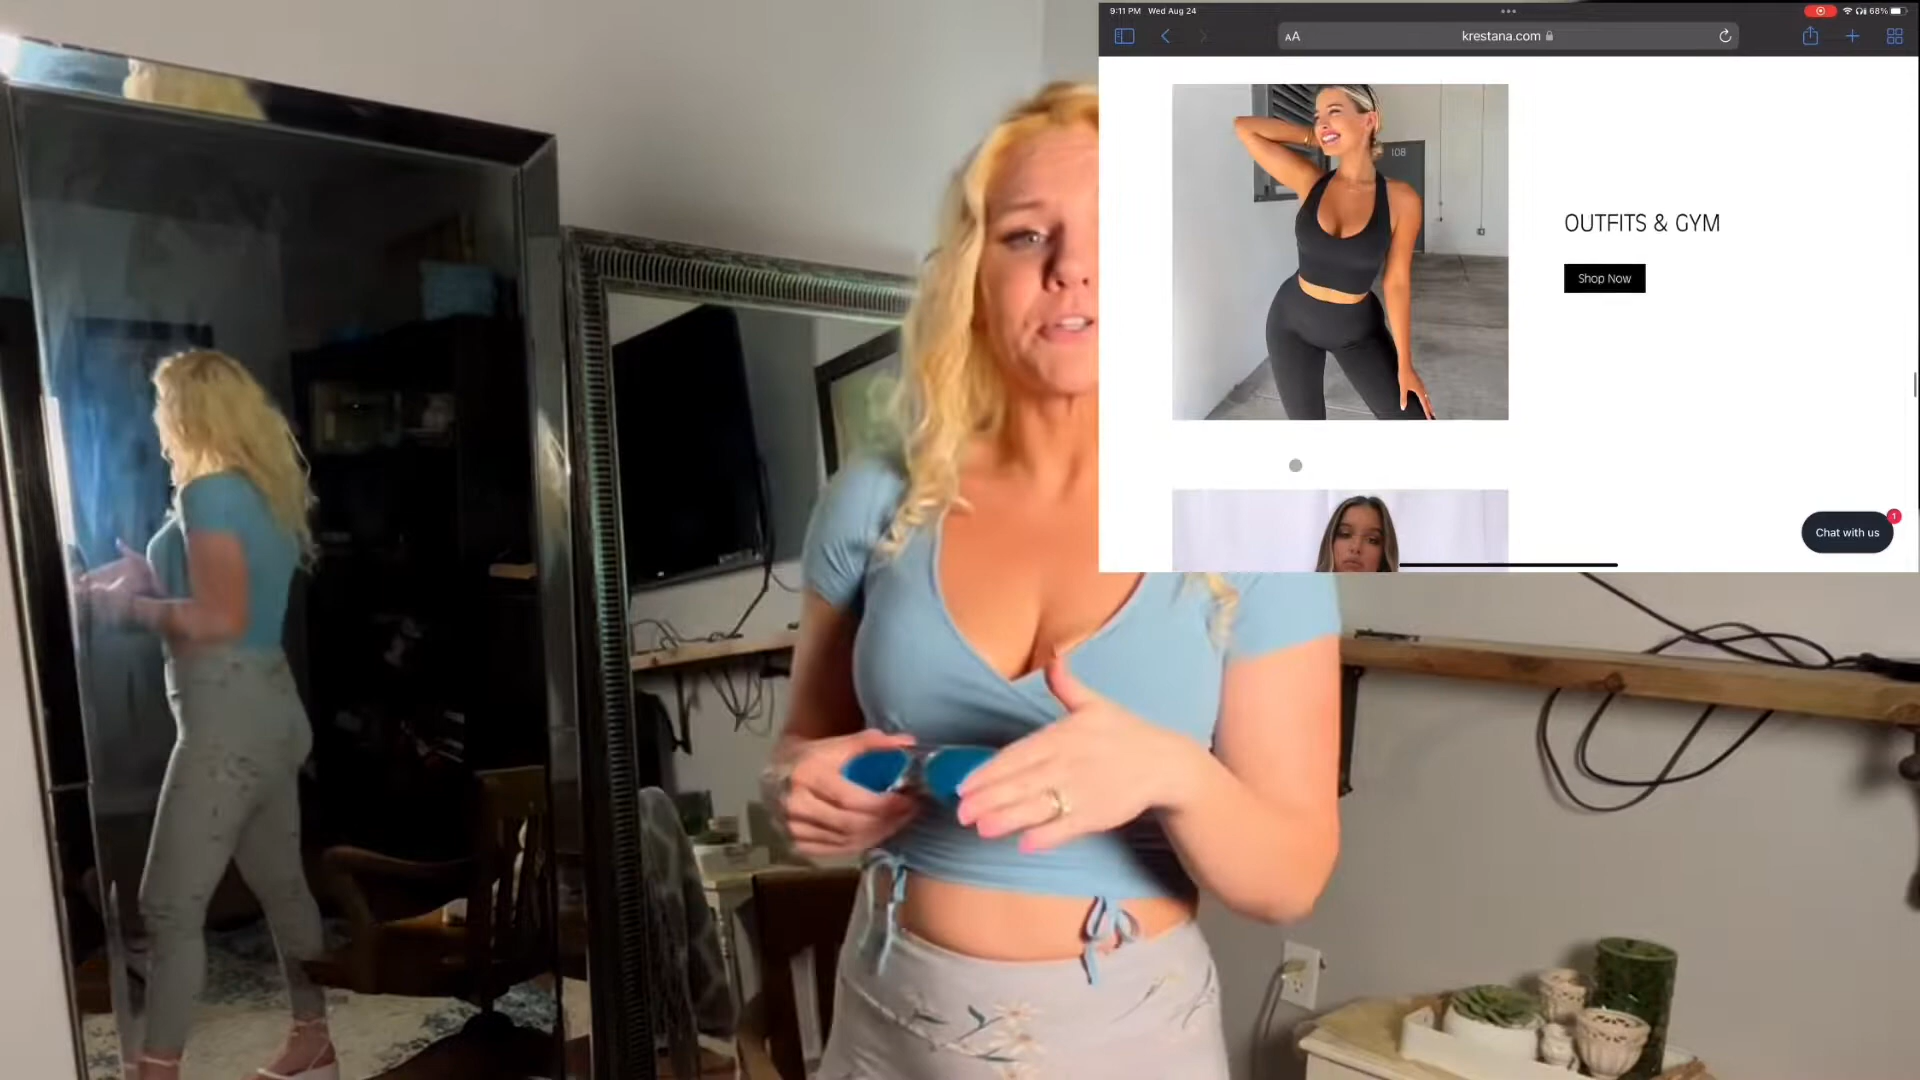 9:11 PM Wed Aug 24
68%
AA krestana.com
108
OUTFITS & GYM
Shop Now
1
Chat with us